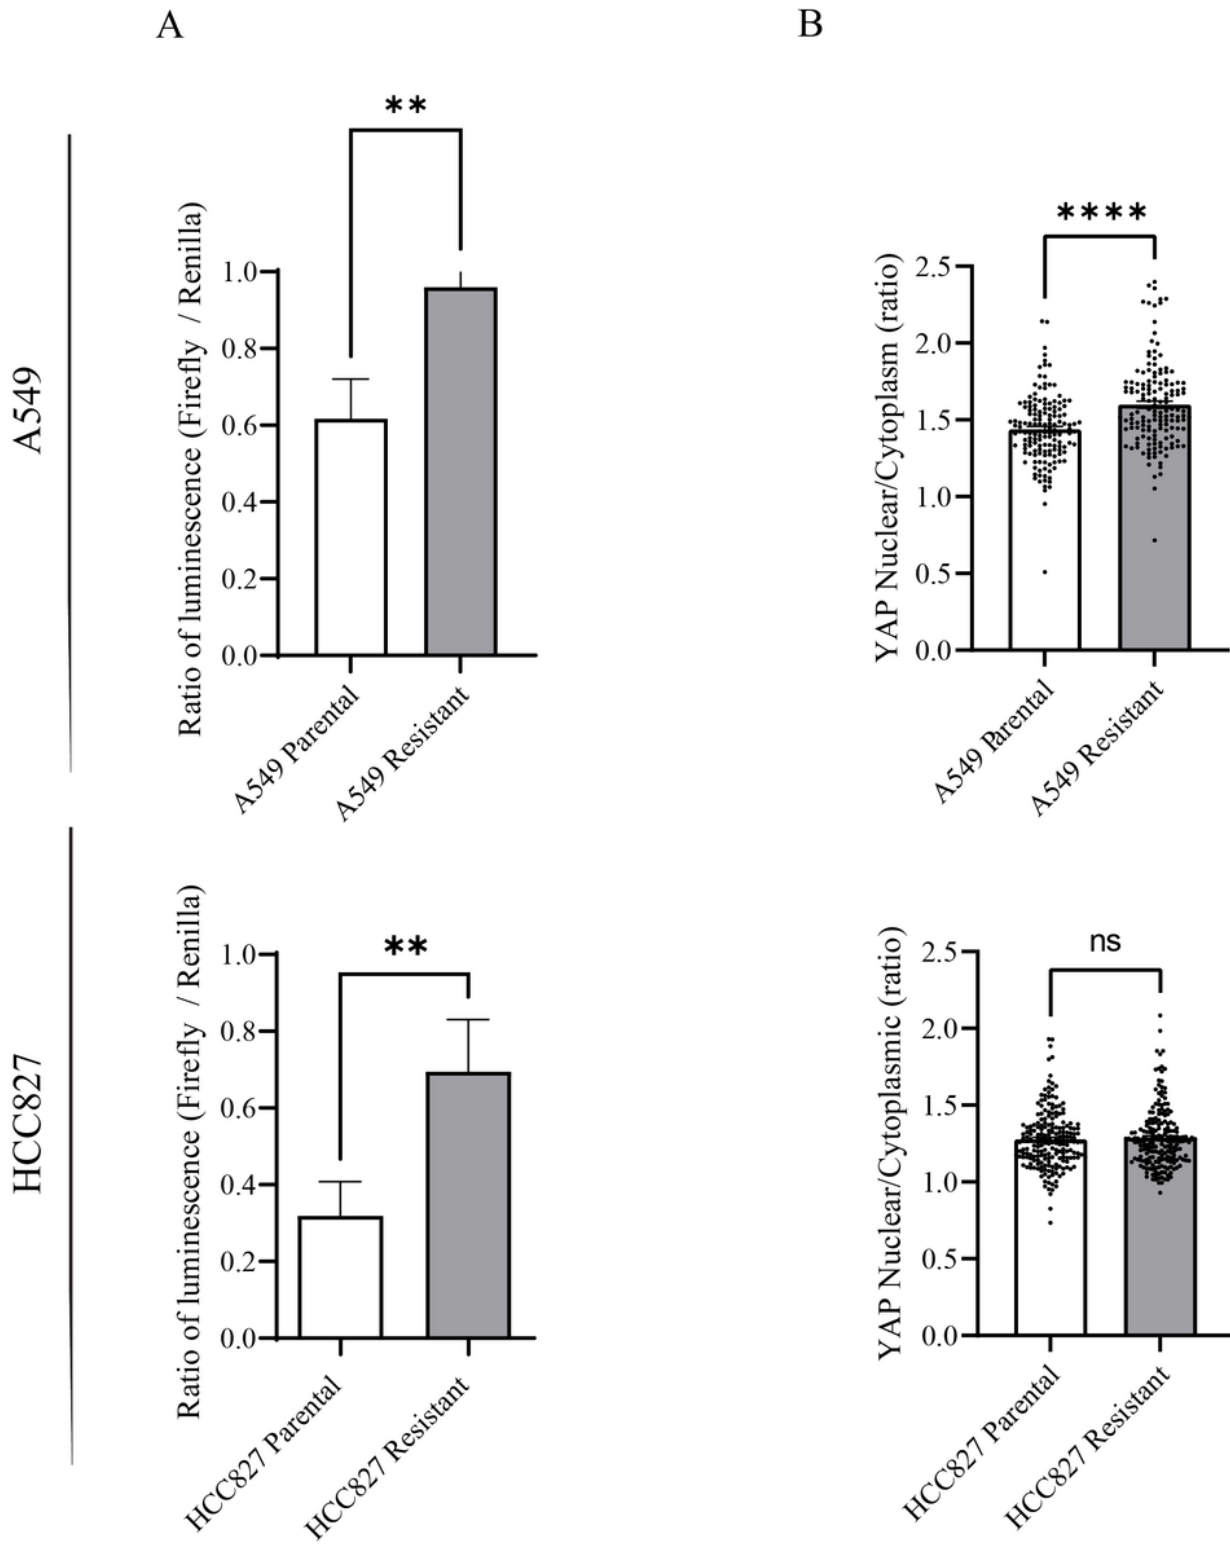 A
B
A549
**
Ratio of luminescence (Firefly / Renilla)
1.0
0.8
0.6
0.4
0.2
0.0
A549 Parental
A549 Resistant
****
YAP Nuclear/Cytoplasm (ratio)
2.5
2.0
1.5
1.0
0.5
0.0
A549 Parental
A549 Resistant
HCC827
**
Ratio of luminescence (Firefly / Renilla)
1.0
0.8
0.6
0.4
0.2
0.0
HCC827 Parental
HCC827 Resistant
ns
YAP Nuclear/Cytoplasmic (ratio)
2.5
2.0
1.5
1.0
0.5
0.0
HCC827 Parental
HCC827 Resistant